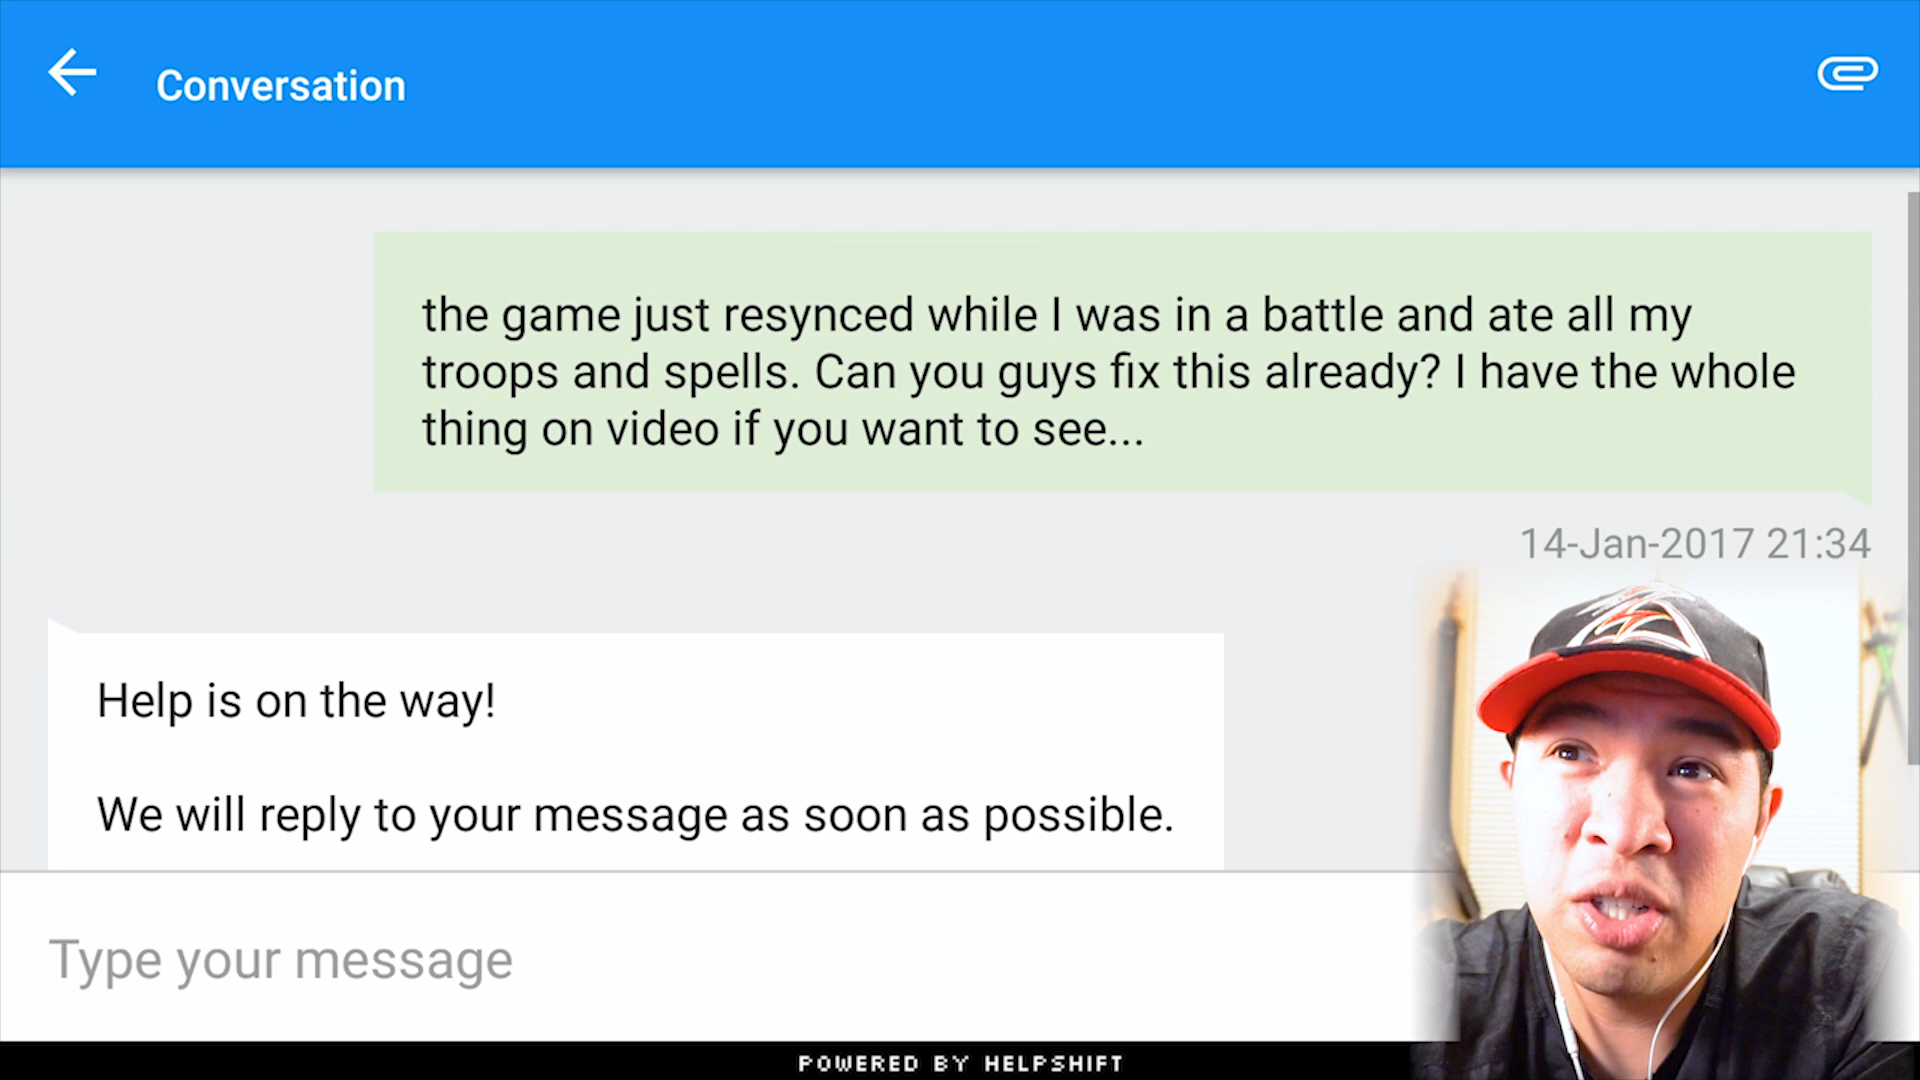 Conversation
the game just resynced while I was in a battle and ate all my
troops and spells. Can you guys fix this already? I have the whole
thing on video if you want to see...
14-Jan-2017 21:34
Help is on the way!
We will reply to your message as soon as possible.
Type your message
POWERED BY HELPSHIFT